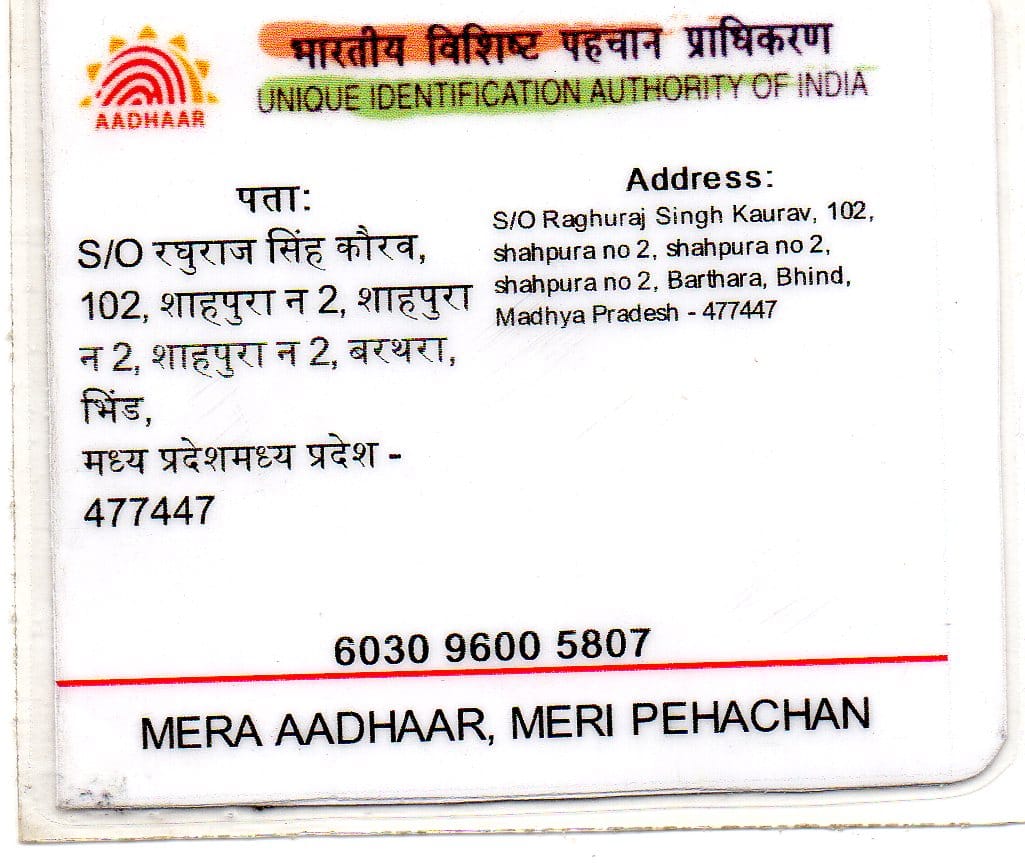 भारतीय विशिष्ट पहचान प्राधिकरण
UNIQUE IDENTIFICATION AUTHORITY OF INDIA
AADHAAR
पता:
S/O रघुराज सिंह कौरव,
102, शाहपुरा न 2, शाहपुरा
न 2, शाहपुरा न 2, बरथरा,
भिंड,
मध्य प्रदेशमध्य प्रदेश -
477447
Address:
S/O Raghuraj Singh Kaurav, 102,
shahpura no 2, shahpura no 2,
shahpura no 2, Barthara, Bhind,
Madhya Pradesh - 477447
6030 9600 5807
MERA AADHAAR, MERI PEHACHAN